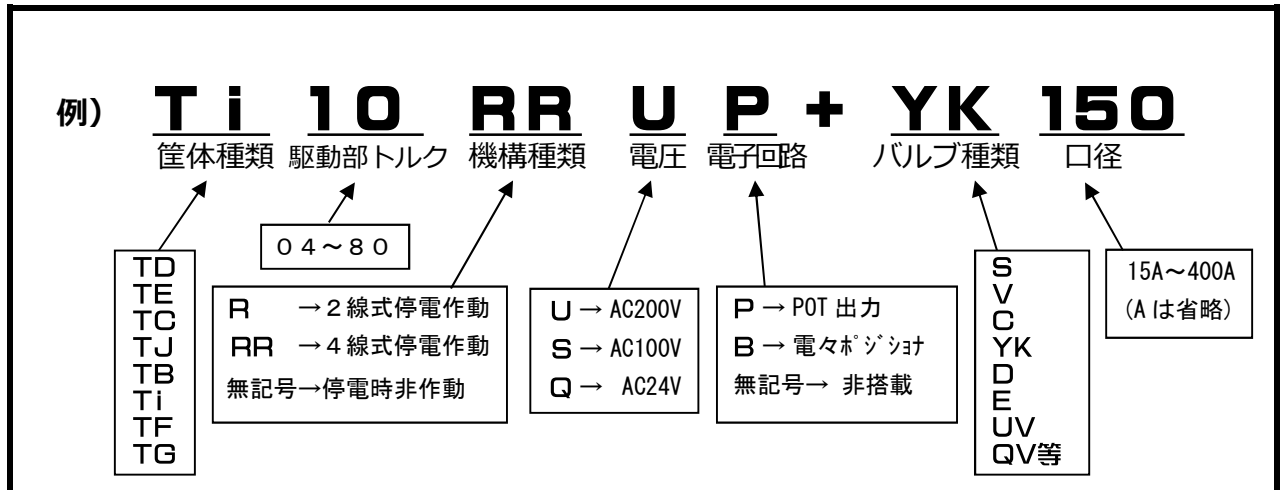 例) Ti 10 RR U P + YK 150
筐体種類 駆動部トルク 機構種類 電圧 電子回路 バルブ種類 口径
TD
TE
TC
TJ
TB
Ti
TF
TG
04~80
R →2線式停電作動
RR →4線式停電作動
無記号→停電時非作動
U → AC200V
S → AC100V
Q → AC24V
P → POT 出力
B → 電々ポジショナ
無記号→ 非搭載
S
V
C
YK
D
E
UV
QV等
15A~400A
(A は省略)